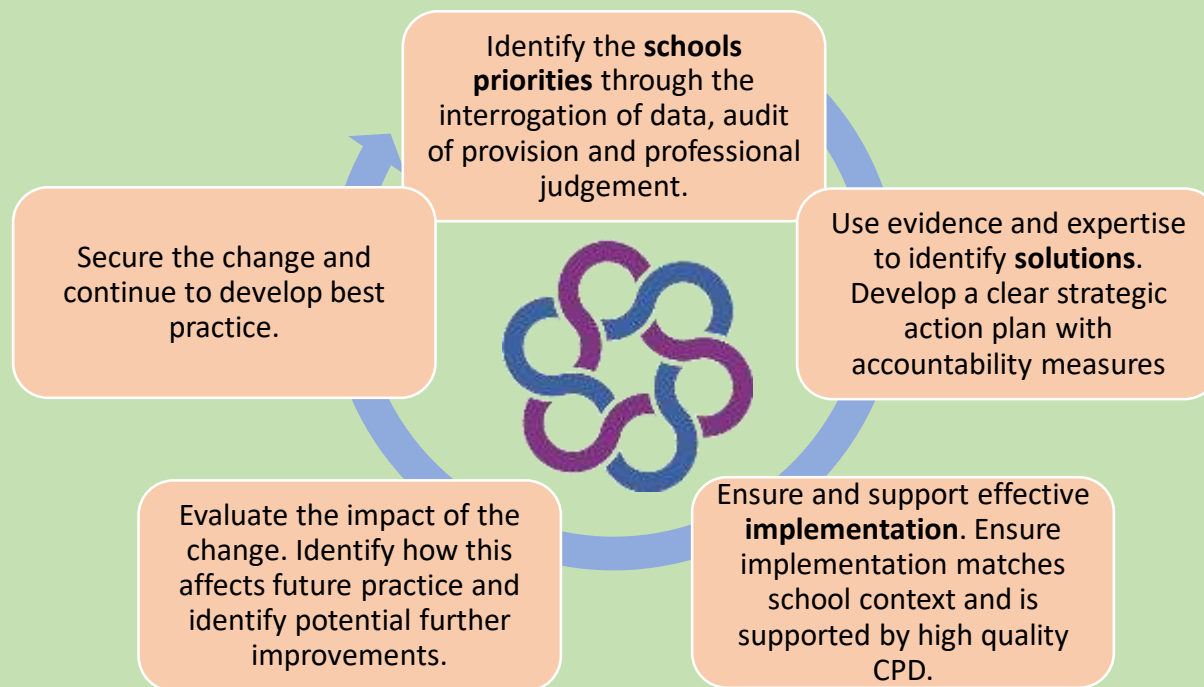 Identify the schools
priorities through the
interrogation of data, audit
of provision and professional
judgement.
Use evidence and expertise
to identify solutions.
Develop a clear strategic
action plan with
accountability measures
Ensure and support effective
implementation. Ensure
implementation matches
school context and is
supported by high quality
CPD.
Evaluate the impact of the
change. Identify how this
affects future practice and
identify potential further
improvements.
Secure the change and
continue to develop best
practice.